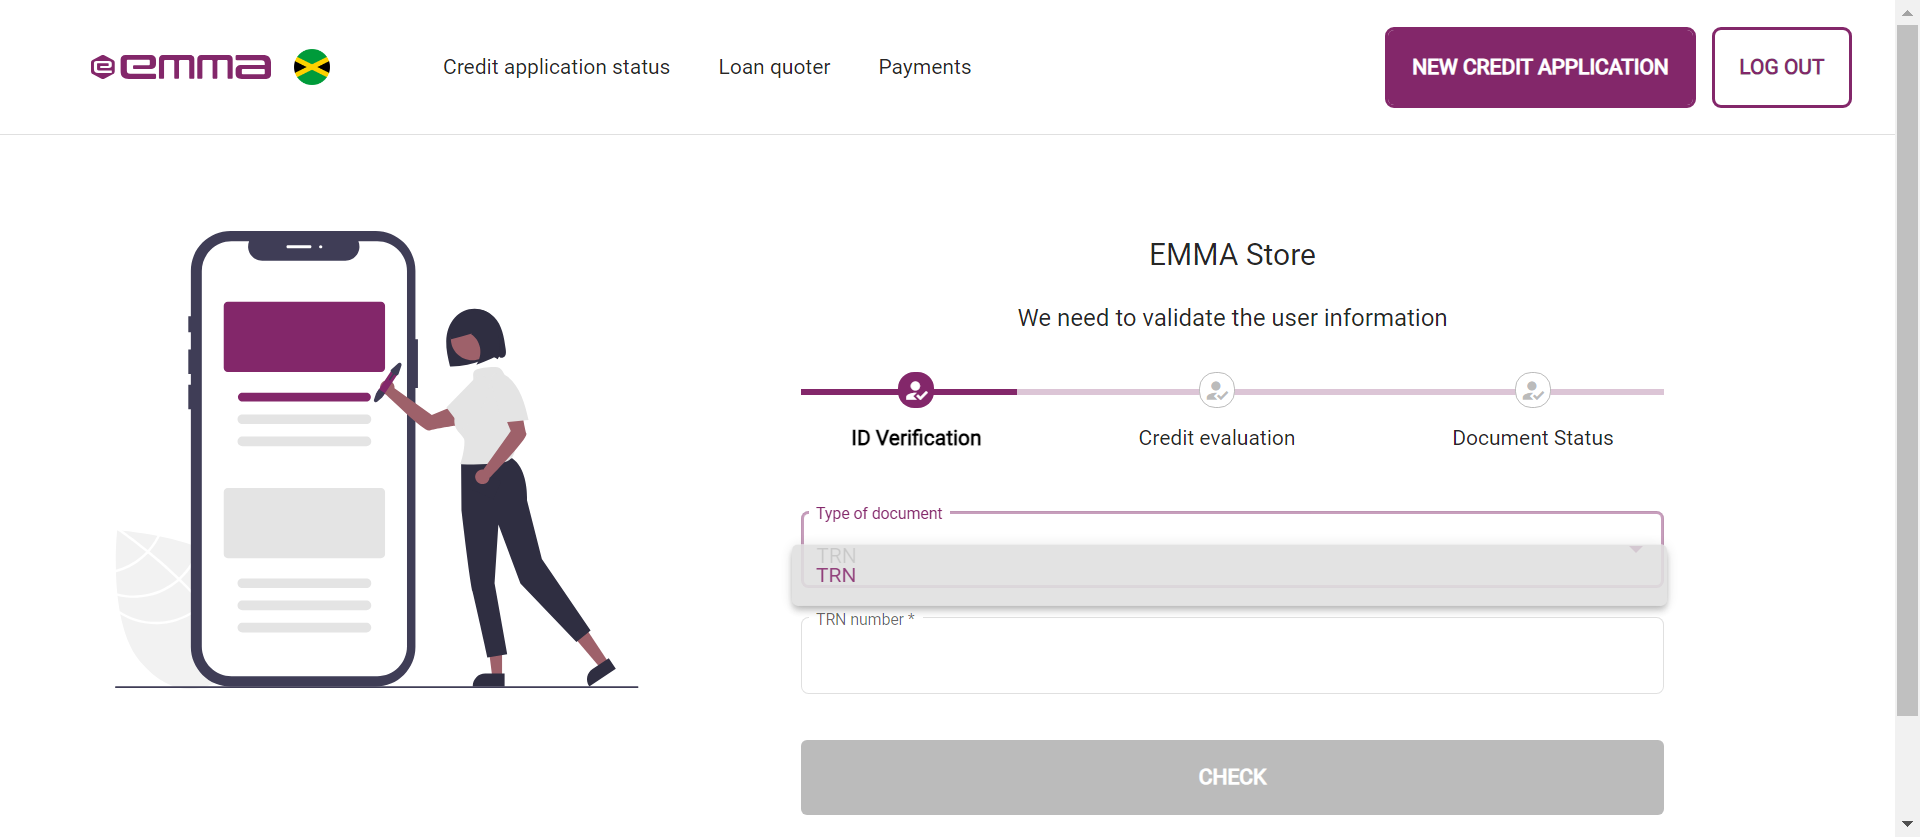 emma
Credit application status
Loan quoter
Payments
NEW CREDIT APPLICATION
LOG OUT
EMMA Store
We need to validate the user information
ID Verification
Credit evaluation
Document Status
Type of document
TRN
TRN
TRN number *
CHECK